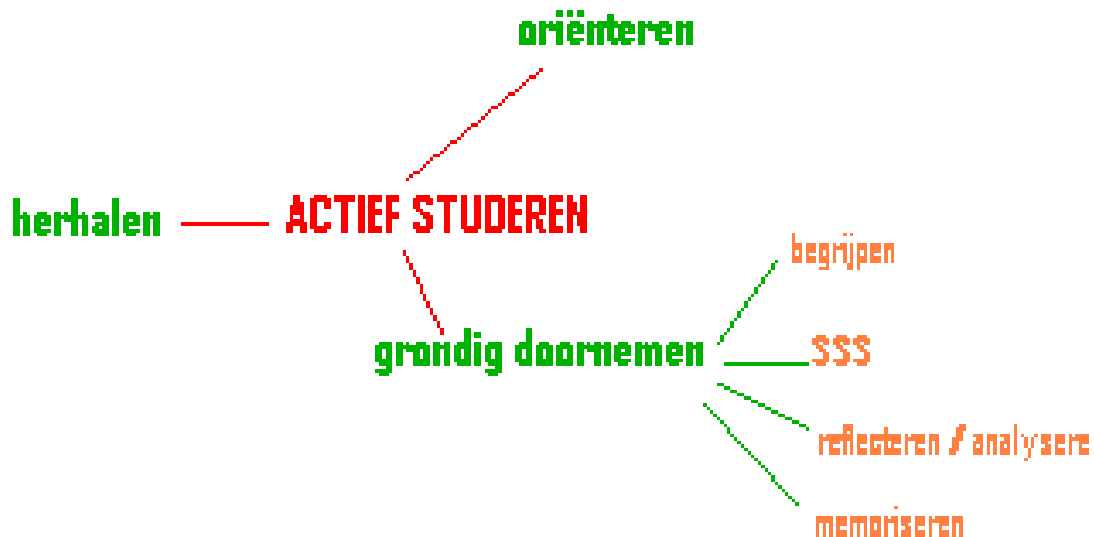 oriënteren
herhalen
ACTIEF STUDEREN
begrijpen
grondig doornemen
SSS
reflecteren / analysere
memoriseren